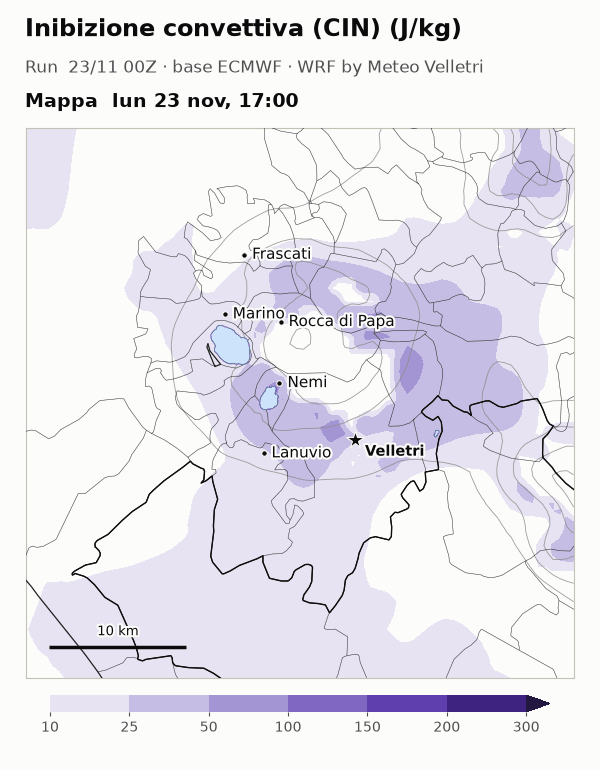 Inibizione convettiva (CIN) (J/kg)
Run  23/11 00Z · base ECMWF · WRF by Meteo Velletri
Mappa  lun 23 nov, 17:00
Frascati
Marino
Rocca di Papa
Nemi
Velletri
Lanuvio
10 km
10 25 50 100 150 200 300